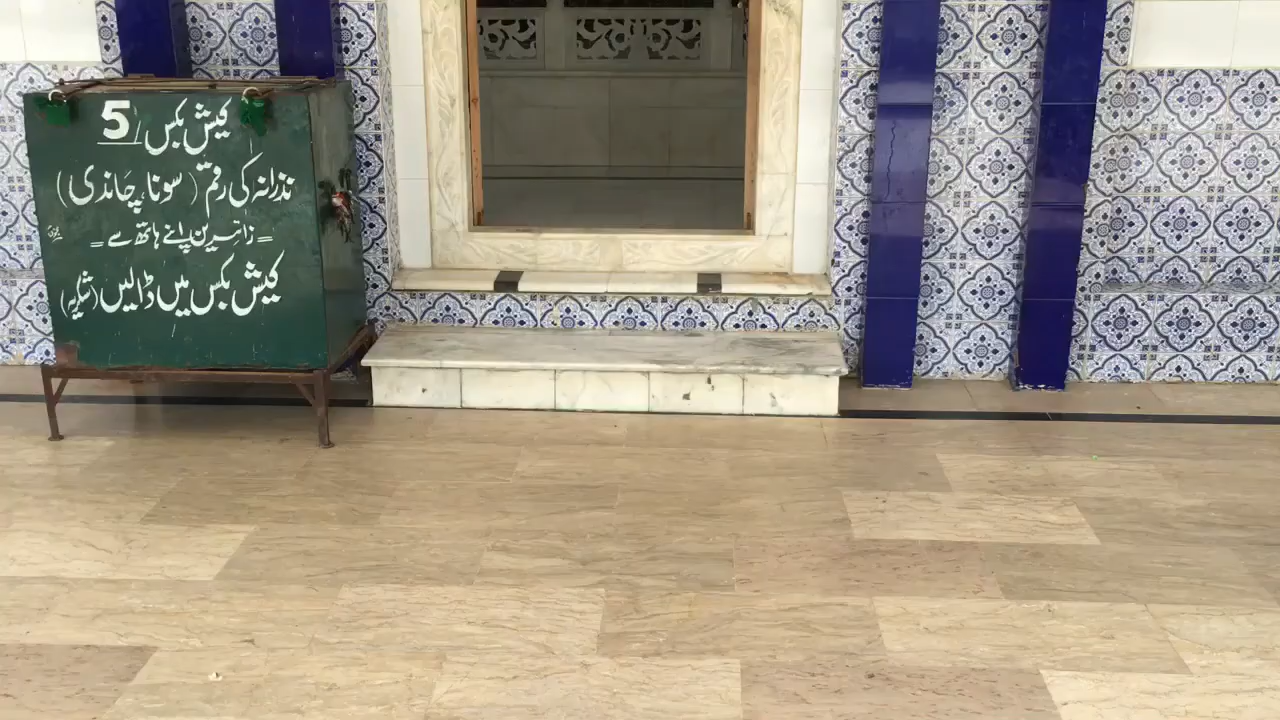 کیش بکس /5
نذرانہ کی رقم (سونا، چاندی)
= زائرین اپنے ہاتھ سے =
کیش بکس میں ڈالیں (شکریہ)